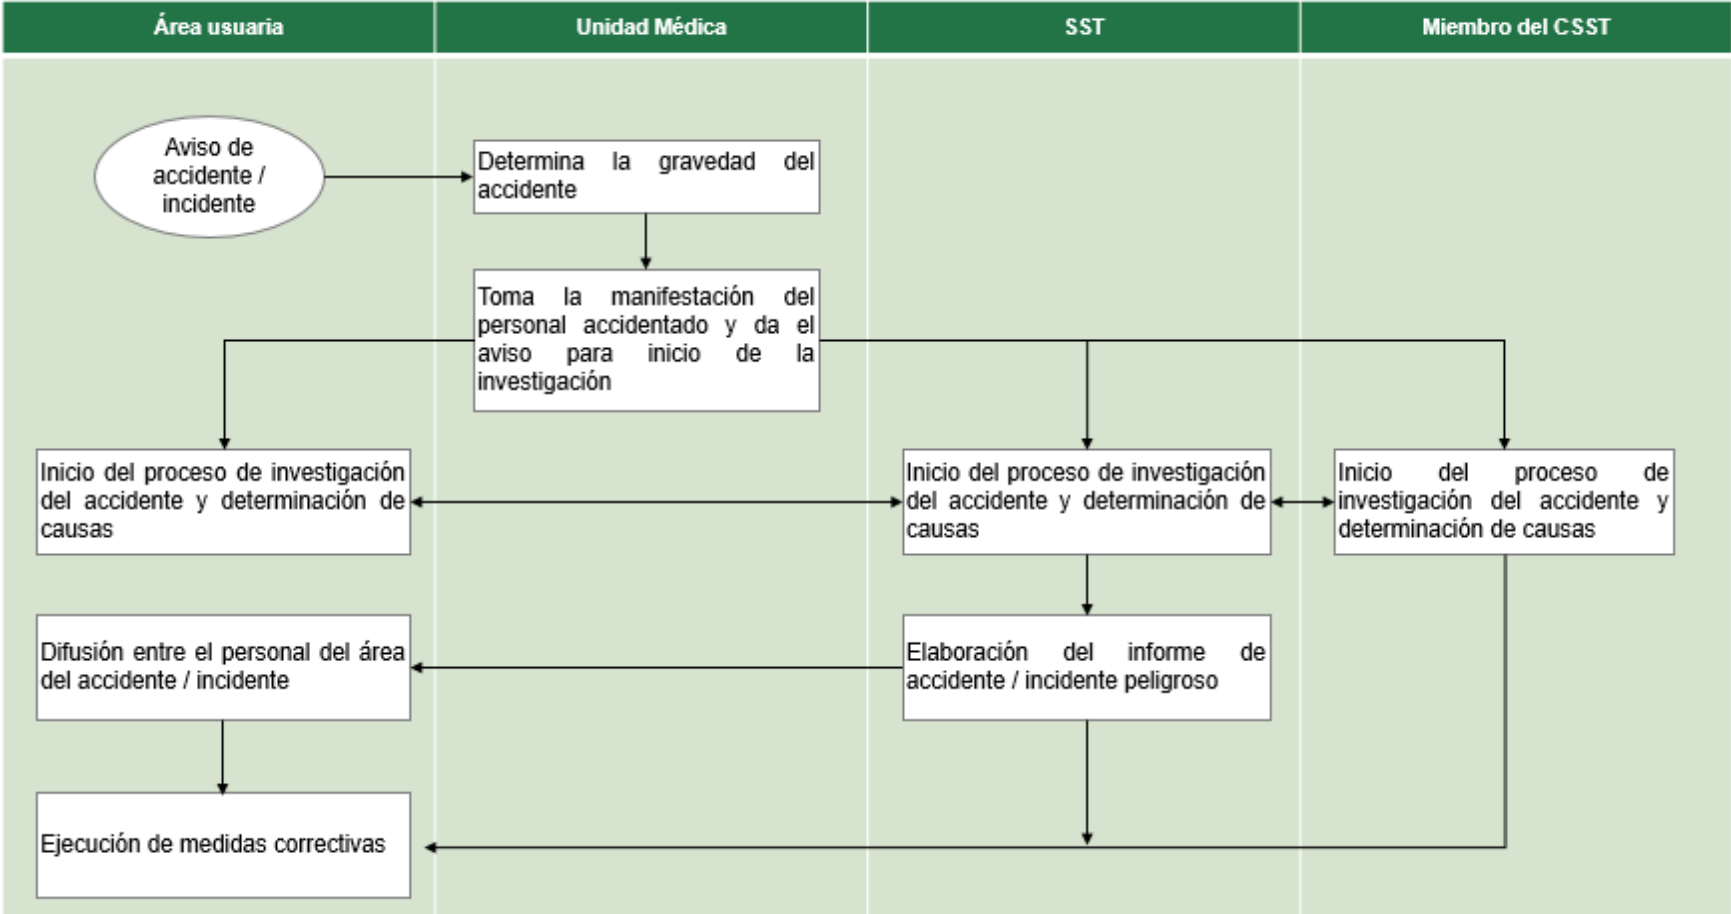 Área usuaria
Unidad Médica
SST
Miembro del CSST
Aviso de
accidente /
incidente
Determina la gravedad del
accidente
Toma la manifestación del
personal accidentado y da el
aviso para inicio de la
investigación
Inicio del proceso de investigación
del accidente y determinación de
causas
Inicio del proceso de investigación
del accidente y determinación de
causas
Inicio del proceso de
investigación del accidente y
determinación de causas
Difusión entre el personal del área
del accidente / incidente
Elaboración del informe de
accidente / incidente peligroso
Ejecución de medidas correctivas